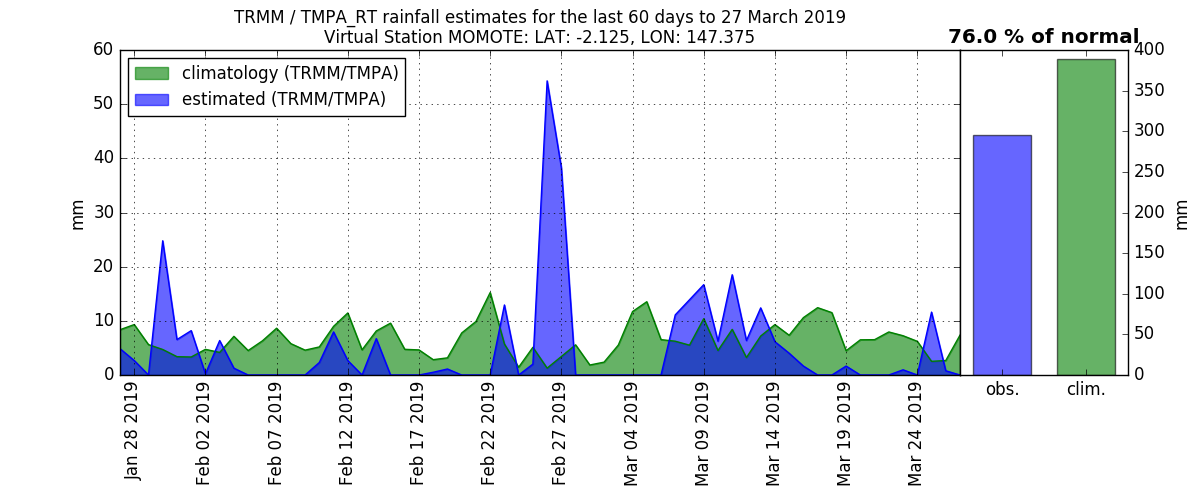 TRMM / TMPA_RT rainfall estimates for the last 60 days to 27 March 2019
Virtual Station MOMOTE: LAT: -2.125, LON: 147.375
76.0 % of normal
climatology (TRMM/TMPA)
estimated (TRMM/TMPA)
60
50
40
30
20
10
0
mm
Jan 28 2019
Feb 02 2019
Feb 07 2019
Feb 12 2019
Feb 17 2019
Feb 22 2019
Feb 27 2019
Mar 04 2019
Mar 09 2019
Mar 14 2019
Mar 19 2019
Mar 24 2019
obs.
clim.
400
350
300
250
200
150
100
50
0
mm